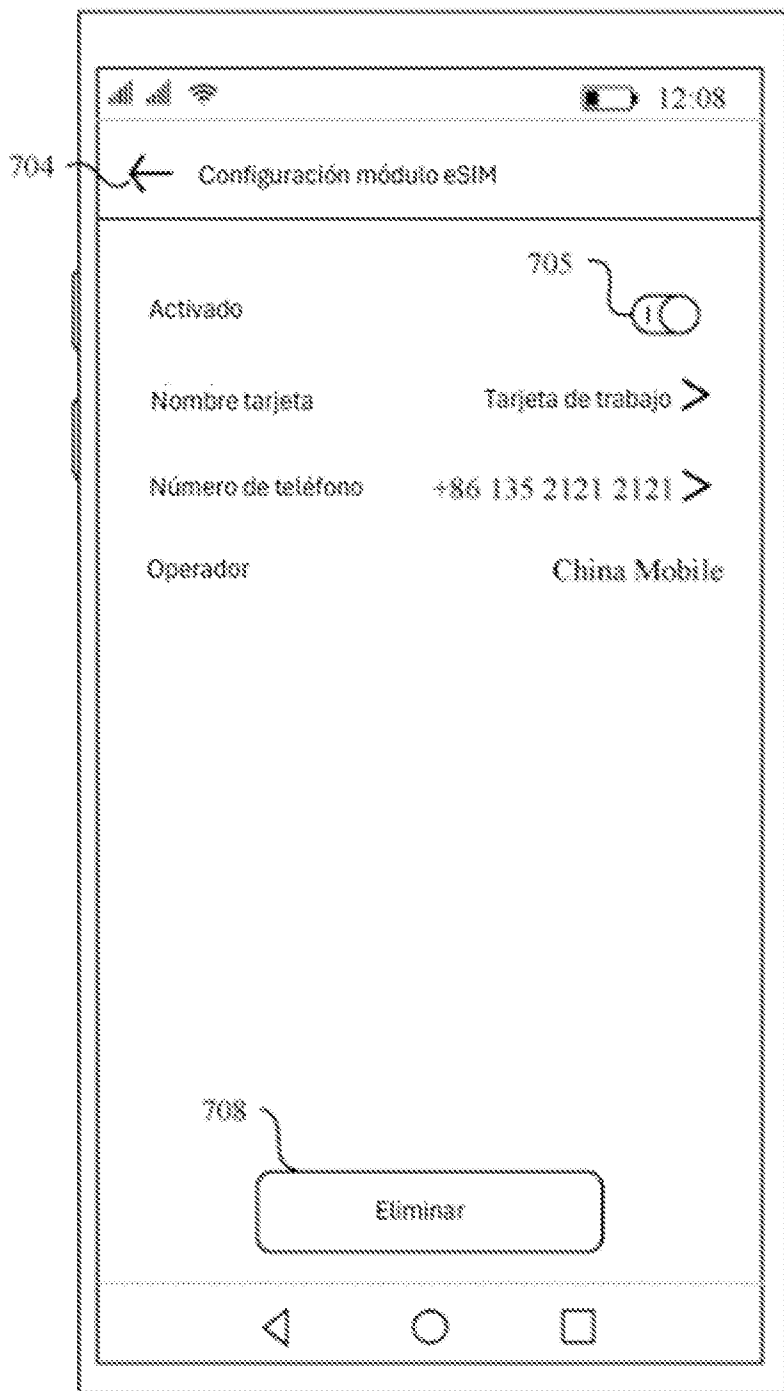 12:08
704 Configuración módulo eSIM
705
Activado
Nombre tarjeta Tarjeta de trabajo
Número de teléfono +86 135 2121 2121
Operador China Mobile
708
Eliminar